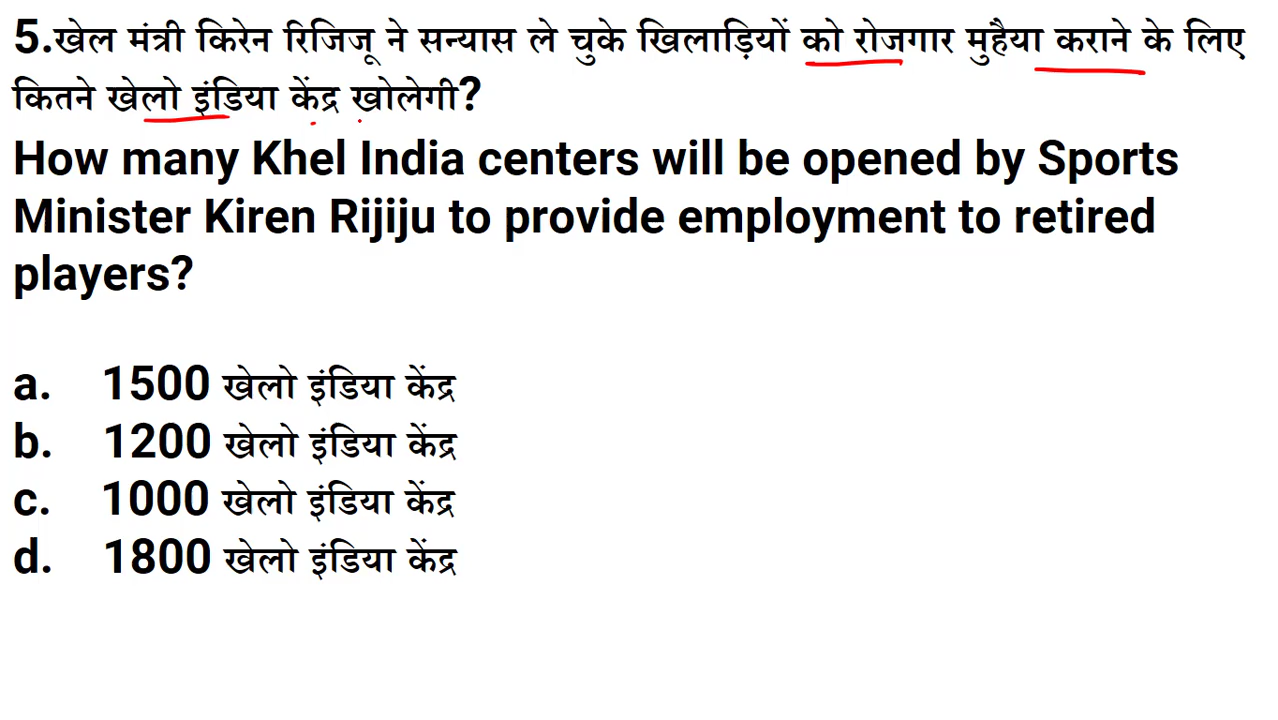 5.खेल मंत्री किरेन रिजिजू ने सन्यास ले चुके खिलाड़ियों को रोजगार मुहैया कराने के लिए
कितने खेलो इंडिया केंद्र खोलेगी?
How many Khel India centers will be opened by Sports
Minister Kiren Rijiju to provide employment to retired
players?
a. 1500 खेलो इंडिया केंद्र
b. 1200 खेलो इंडिया केंद्र
c. 1000 खेलो इंडिया केंद्र
d. 1800 खेलो इंडिया केंद्र